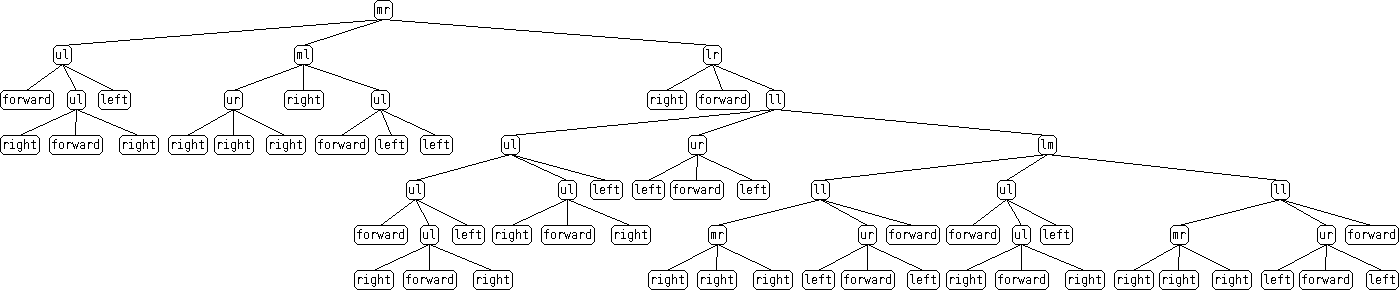 mr
ul ml lr
forward ul left ur right ul right forward ll
right forward right right right right forward left left ul ur lm
ul ul left left forward left ll ul ll
forward ul left right forward right mr ur forward forward ul left mr ur forward
right forward right right right right left forward left right forward right right right right left forward left